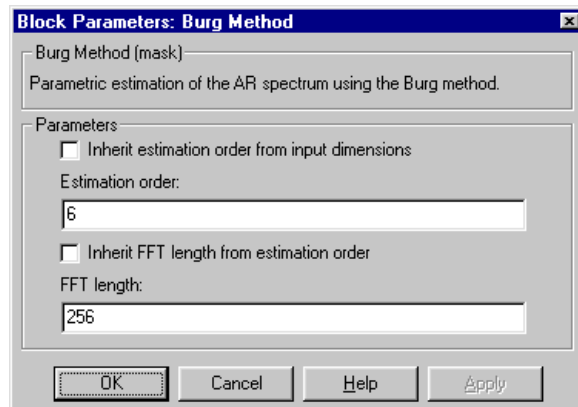 Block Parameters: Burg Method
Burg Method (mask)
Parametric estimation of the AR spectrum using the Burg method.
Parameters
Inherit estimation order from input dimensions
Estimation order:
6
Inherit FFT length from estimation order
FFT length:
256
OK Cancel Help Apply